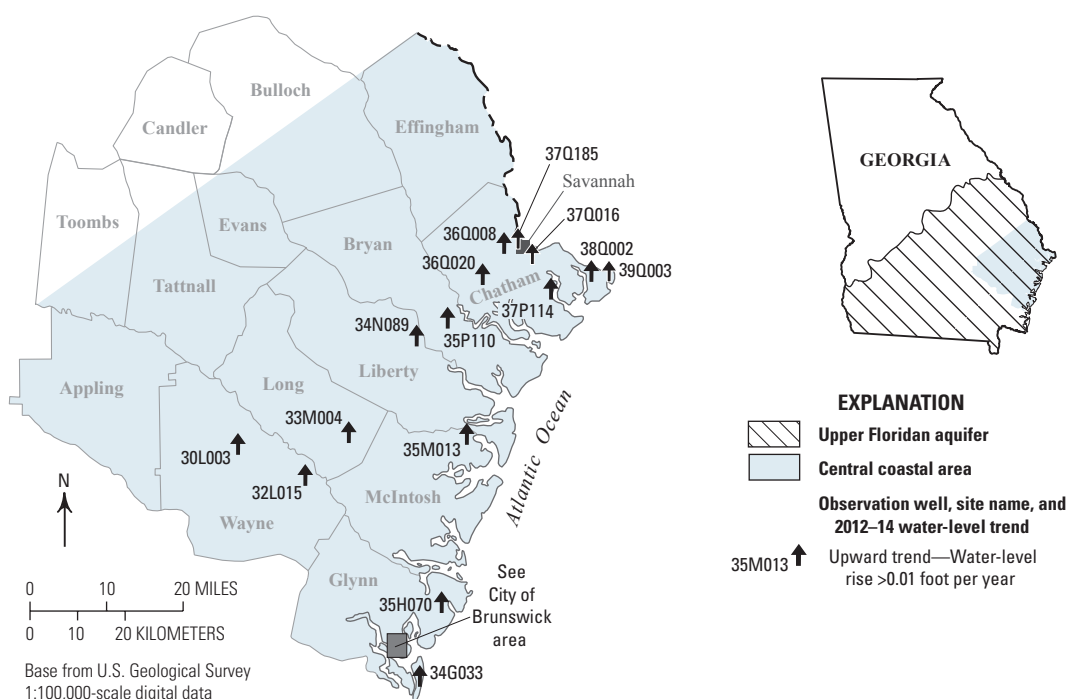 Bulloch
Candler
Effingham
37Q185
Savannah
Toombs
Evans
37Q016
Bryan
36Q008
38Q002
36Q020
39Q003
Chatham
Tattnall
37P114
34N089
35P110
Liberty
Appling
Long
33M004
35M013
30L003
32L015
McIntosh
Wayne
Atlantic Ocean
N
Glynn
See
City of
Brunswick
area
35H070
34G033
0 10 20 MILES
0 10 20 KILOMETERS
Base from U.S. Geological Survey
1:100,000-scale digital data
GEORGIA
EXPLANATION
Upper Floridan aquifer
Central coastal area
Observation well, site name, and
2012–14 water-level trend
35M013 Upward trend—Water-level
rise >0.01 foot per year